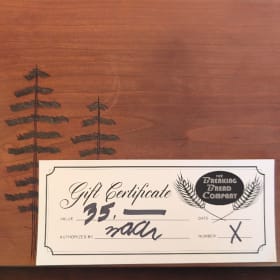 Gift Certificate
THE
BREAKING
BREAD
COMPANY
VALUE 35.— DATE
AUTHORIZED BY NUMBER X